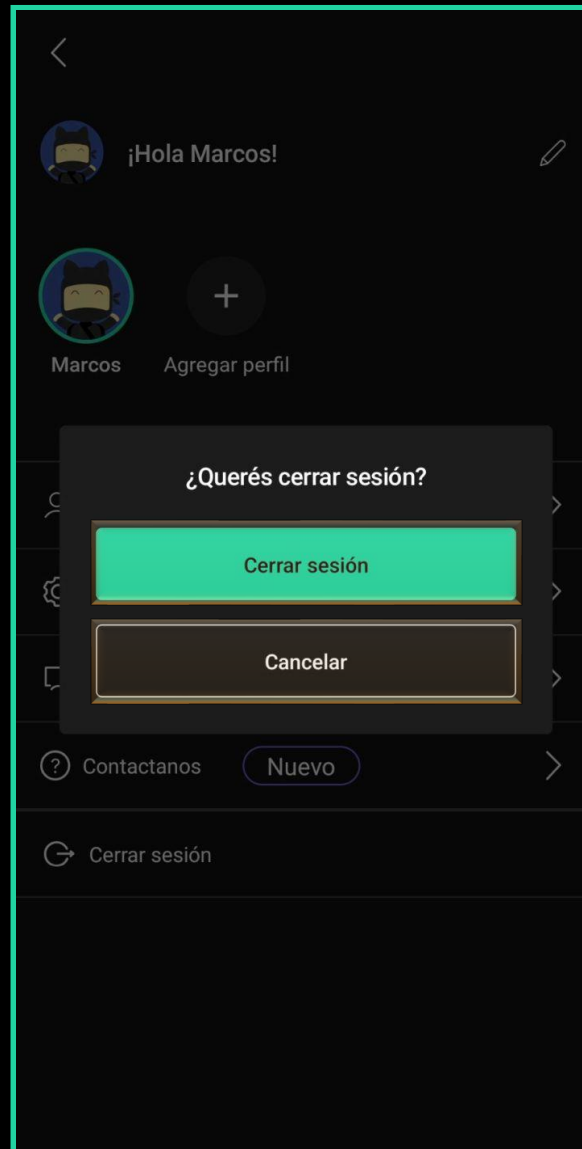 ¡Hola Marcos!
Marcos
Agregar perfil
¿Querés cerrar sesión?
Cerrar sesión
Cancelar
Contactanos
Nuevo
Cerrar sesión